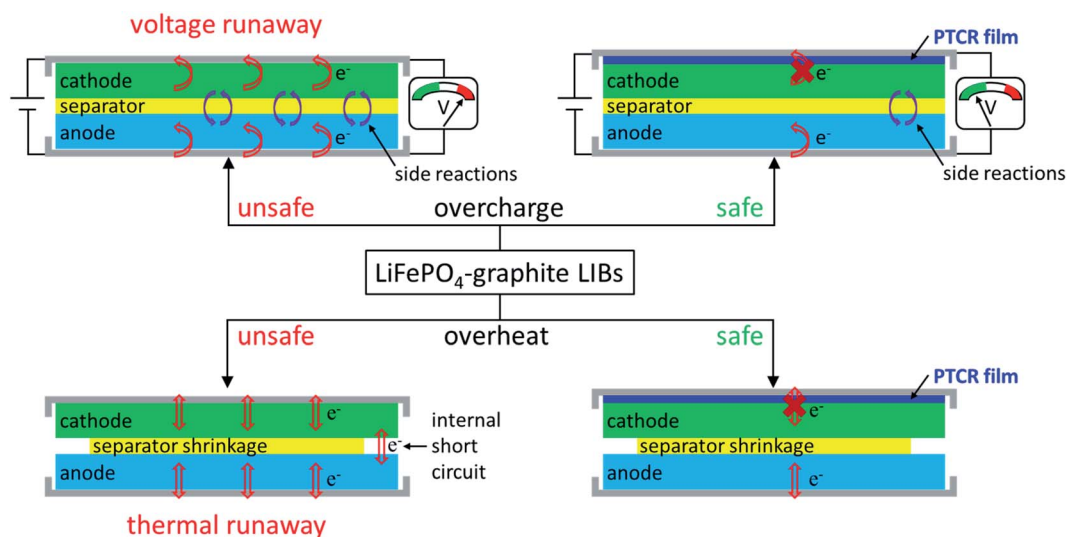 voltage runaway
cathode
e-
separator
anode
e-
V
side reactions
PTCR film
cathode
e-
separator
anode
e-
V
side reactions
unsafe overcharge safe
LiFePO4-graphite LIBs
unsafe overheat safe
cathode
e-
separator shrinkage
e-
internal
short
circuit
anode
e-
thermal runaway
PTCR film
cathode
e-
separator shrinkage
anode
e-